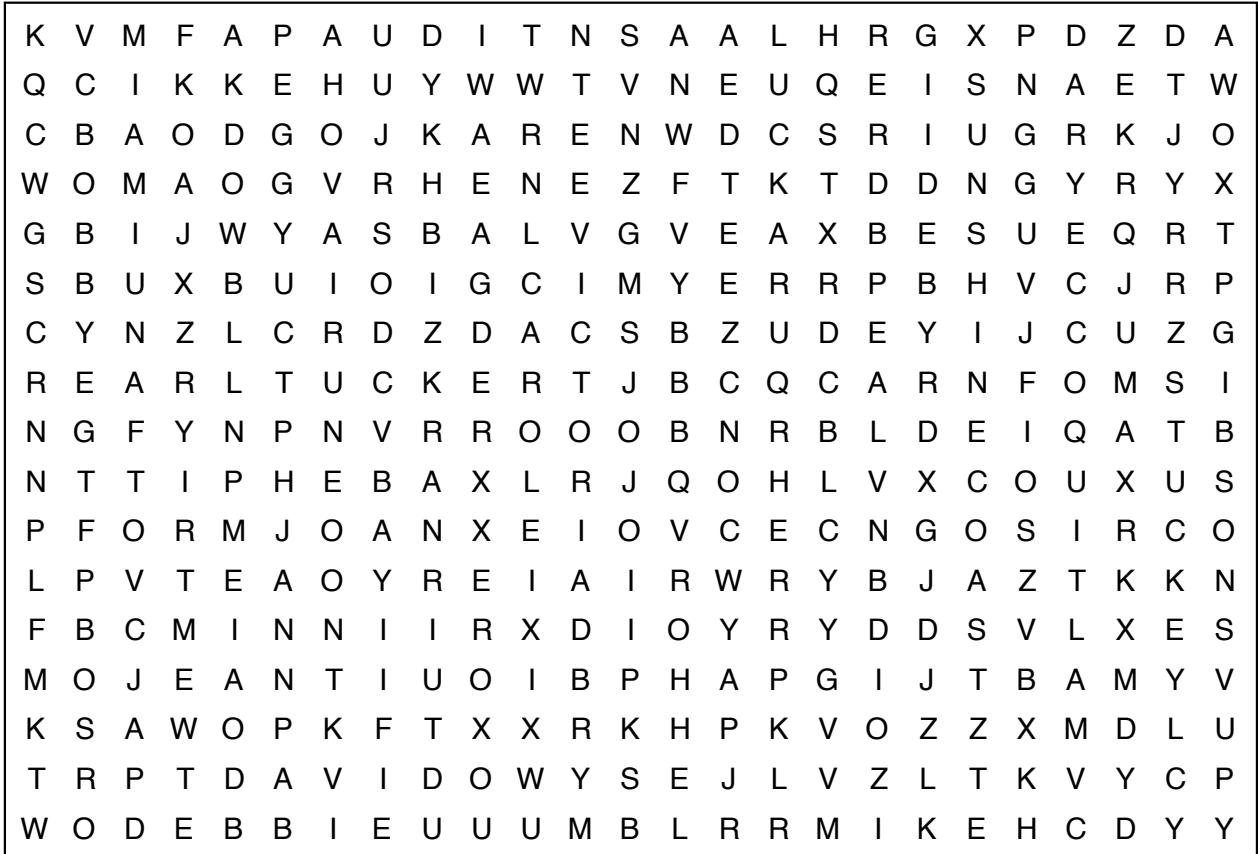 K V M F A P A U D I T N S A A L H R G X P D Z D A
Q C I K K E H U Y W W T V N E U Q E I S N A E T W
C B A O D G O J K A R E N W D C S R I U G R K J O
W O M A O G V R H E N E Z F T K T D D N G Y R Y X
G B I J W Y A S B A L V G V E A X B E S U E Q R T
S B U X B U I O I G C I M Y E R R P B H V C J R P
C Y N Z L C R D Z D A C S B Z U D E Y I J C U Z G
R E A R L T U C K E R T J B C Q C A R N F O M S I
N G F Y N P N V R R O O O B N R B L D E I Q A T B
N T T I P H E B A X L R J Q O H L V X C O U X U S
P F O R M J O A N X E I O V C E C N G O S I R C O
L P V T E A O Y R E I A I R W R Y B J A Z T K K N
F B C M I N N I I R X D I O Y R Y D D S V L X E S
M O J E A N T I U O I B P H A P G I J T B A M Y V
K S A W O P K F T X X R K H P K V O Z Z X M D L U
T R P T D A V I D O W Y S E J L V Z L T K V Y C P
W O D E B B I E U U U M B L R R M I K E H C D Y Y